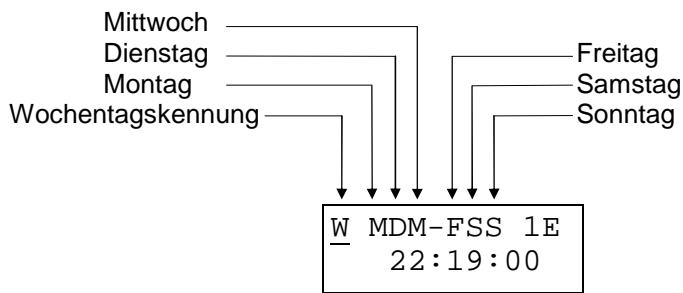 Mittwoch
Dienstag
Freitag
Montag
Samstag
Wochentagskennung
Sonntag
W MDM-FSS 1E
22:19:00